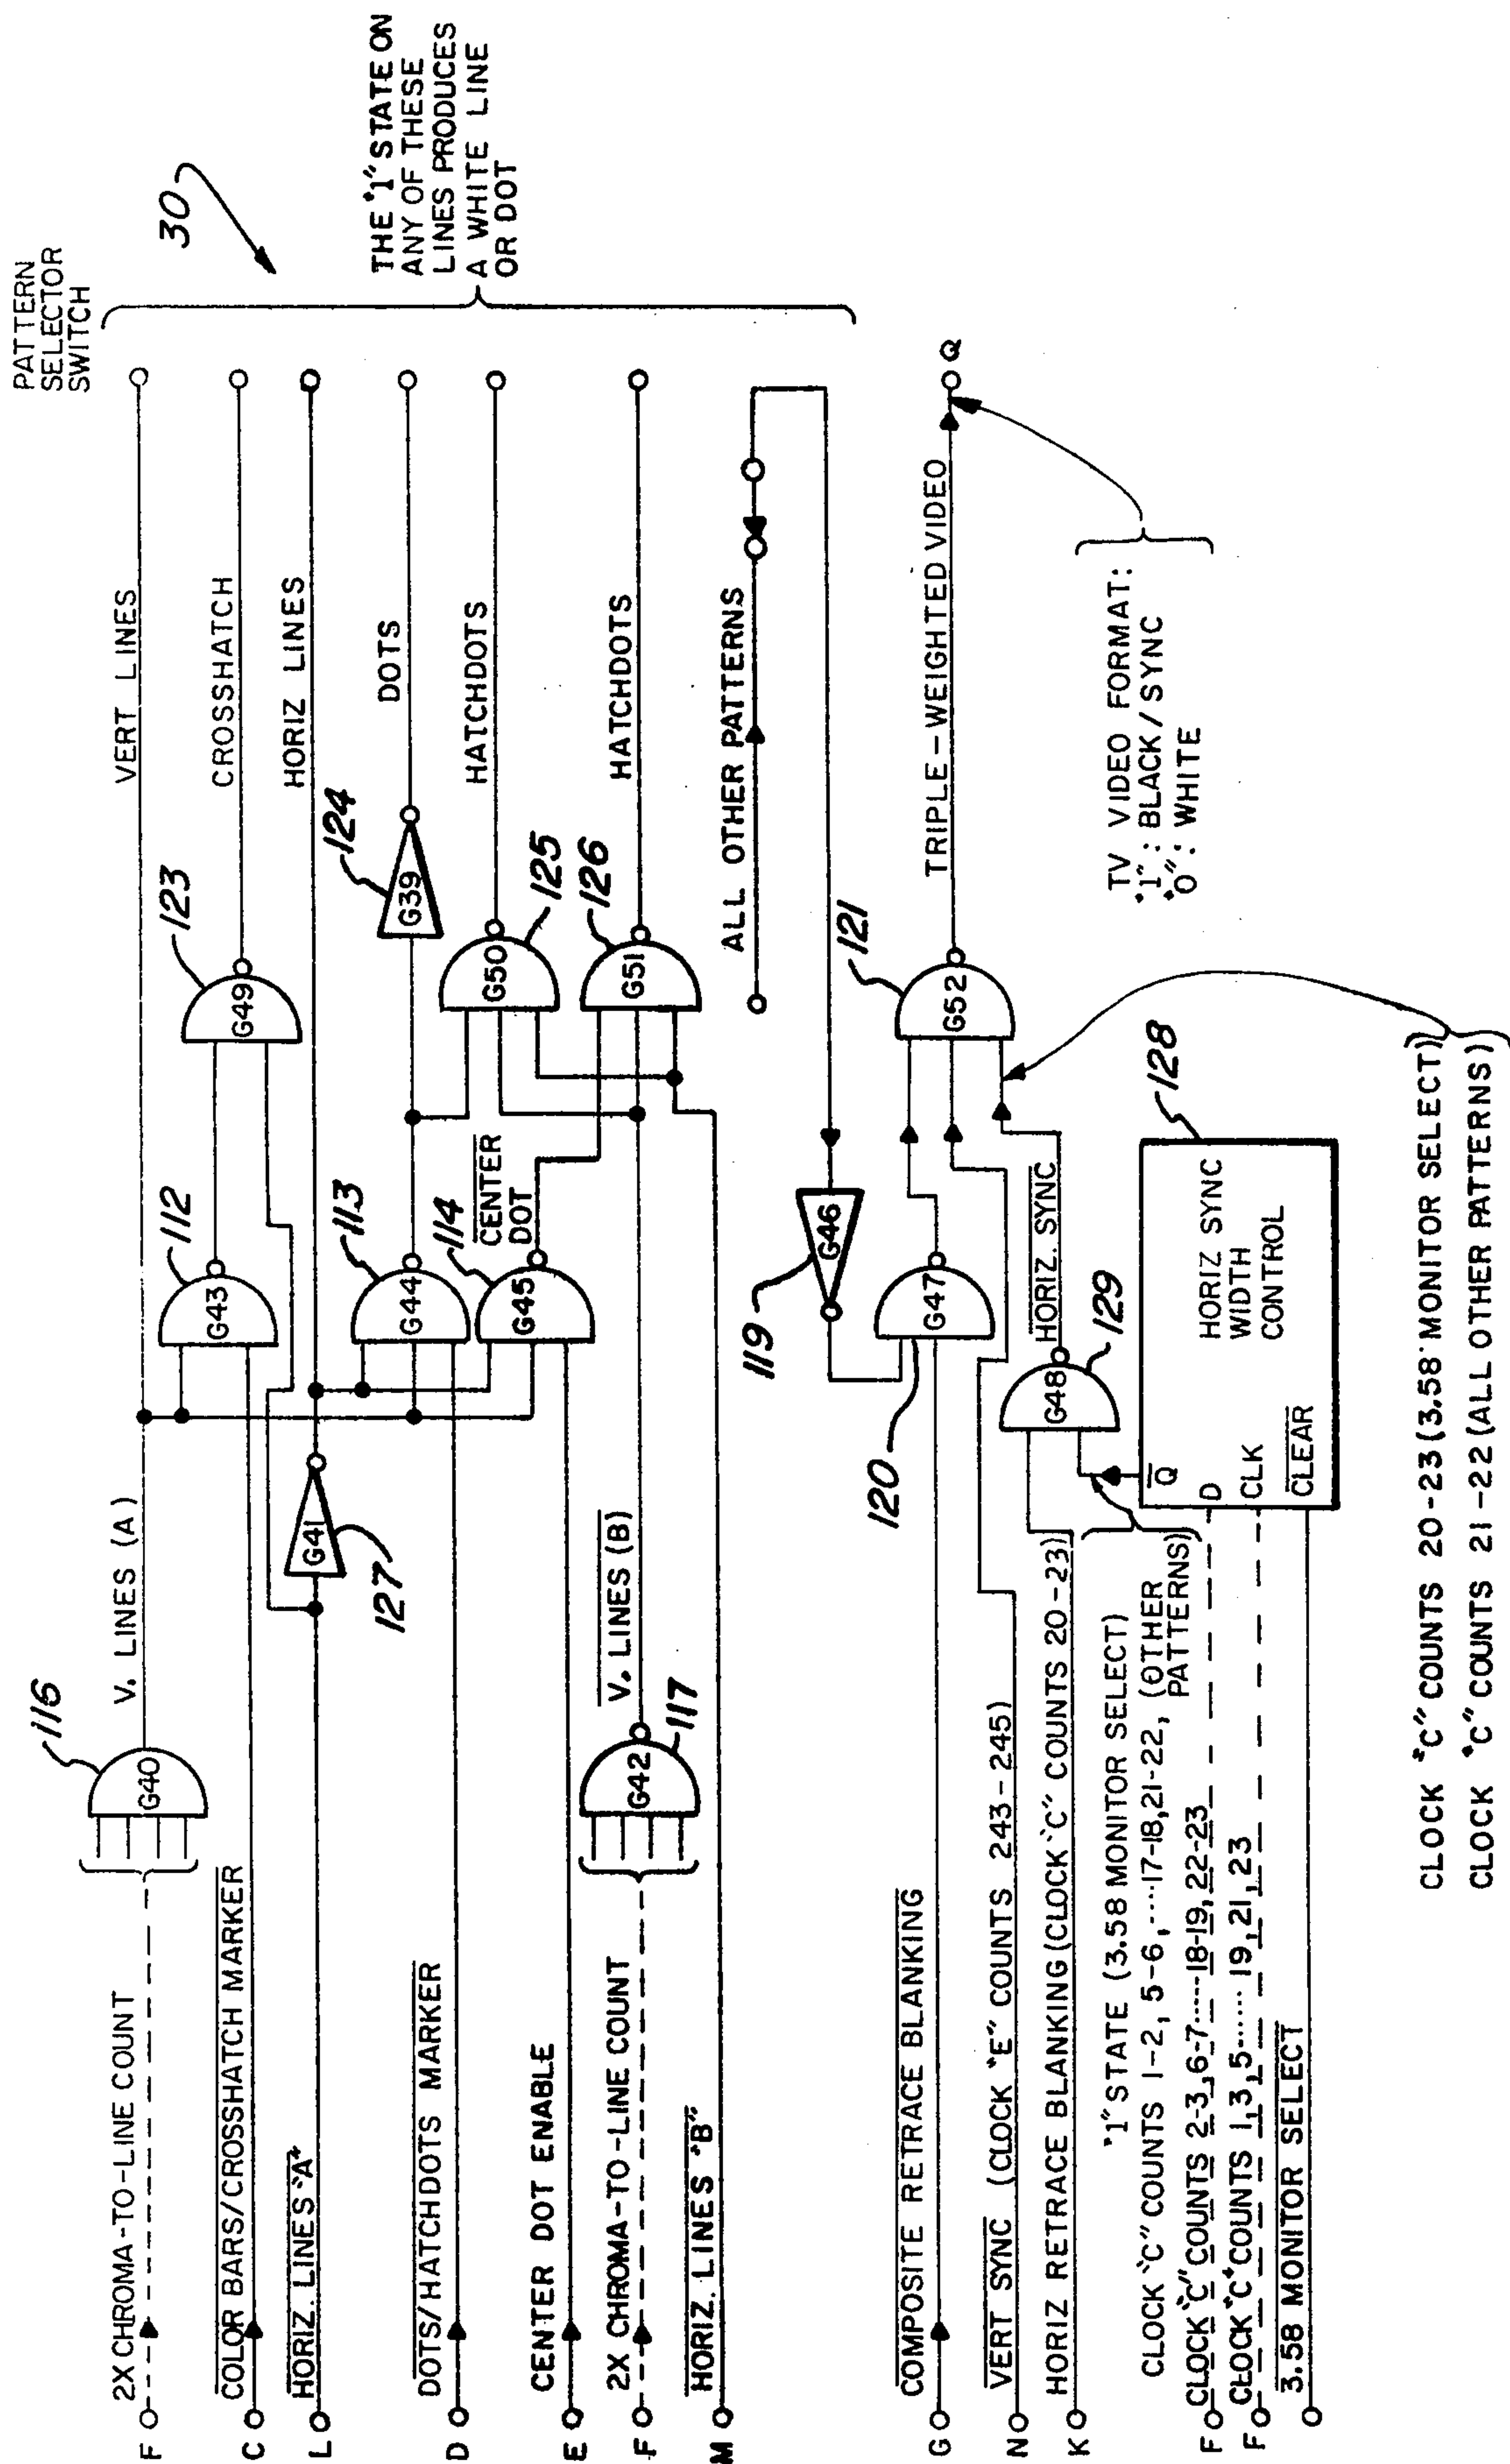 PATTERN
SELECTOR
SWITCH
30
THE "1" STATE ON
ANY OF THESE
LINES PRODUCES
A WHITE LINE
OR DOT
F
2X CHROMA-TO-LINE COUNT
116
G40
V. LINES (A)
VERT LINES
C
COLOR BARS/CROSSHATCH MARKER
112
G43
123
G49
CROSSHATCH
L
HORIZ. LINES "A"
G41
127
HORIZ LINES
D
DOTS/HATCHDOTS MARKER
113
G44
124
G39
DOTS
E
CENTER DOT ENABLE
114
G45
CENTER
DOT
G50
125
HATCHDOTS
F
2X CHROMA-TO-LINE COUNT
G42
117
V. LINES (B)
G51
126
HATCHDOTS
M
HORIZ. LINES "B"
ALL OTHER PATTERNS
119
G46
G
COMPOSITE RETRACE BLANKING
120
G47
121
G52
TRIPLE-WEIGHTED VIDEO
Q
N
VERT SYNC (CLOCK "E" COUNTS 243-245)
K
HORIZ RETRACE BLANKING (CLOCK "C" COUNTS 20-23)
G48
129
HORIZ. SYNC
TV VIDEO FORMAT:
"1": BLACK/SYNC
"0": WHITE
"1" STATE (3.58 MONITOR SELECT)
CLOCK "C" COUNTS 1-2, 5-6, ....17-18, 21-22, (OTHER
PATTERNS)
F
CLOCK "C" COUNTS 2-3, 6-7-----18-19, 22-23
F
CLOCK "C" COUNTS 1,3,5...... 19, 21, 23
3.58 MONITOR SELECT
Q
D
CLK
CLEAR
HORIZ SYNC
WIDTH
CONTROL
128
CLOCK "C" COUNTS 20-23 (3.58 MONITOR SELECT)
CLOCK "C" COUNTS 21-22 (ALL OTHER PATTERNS)